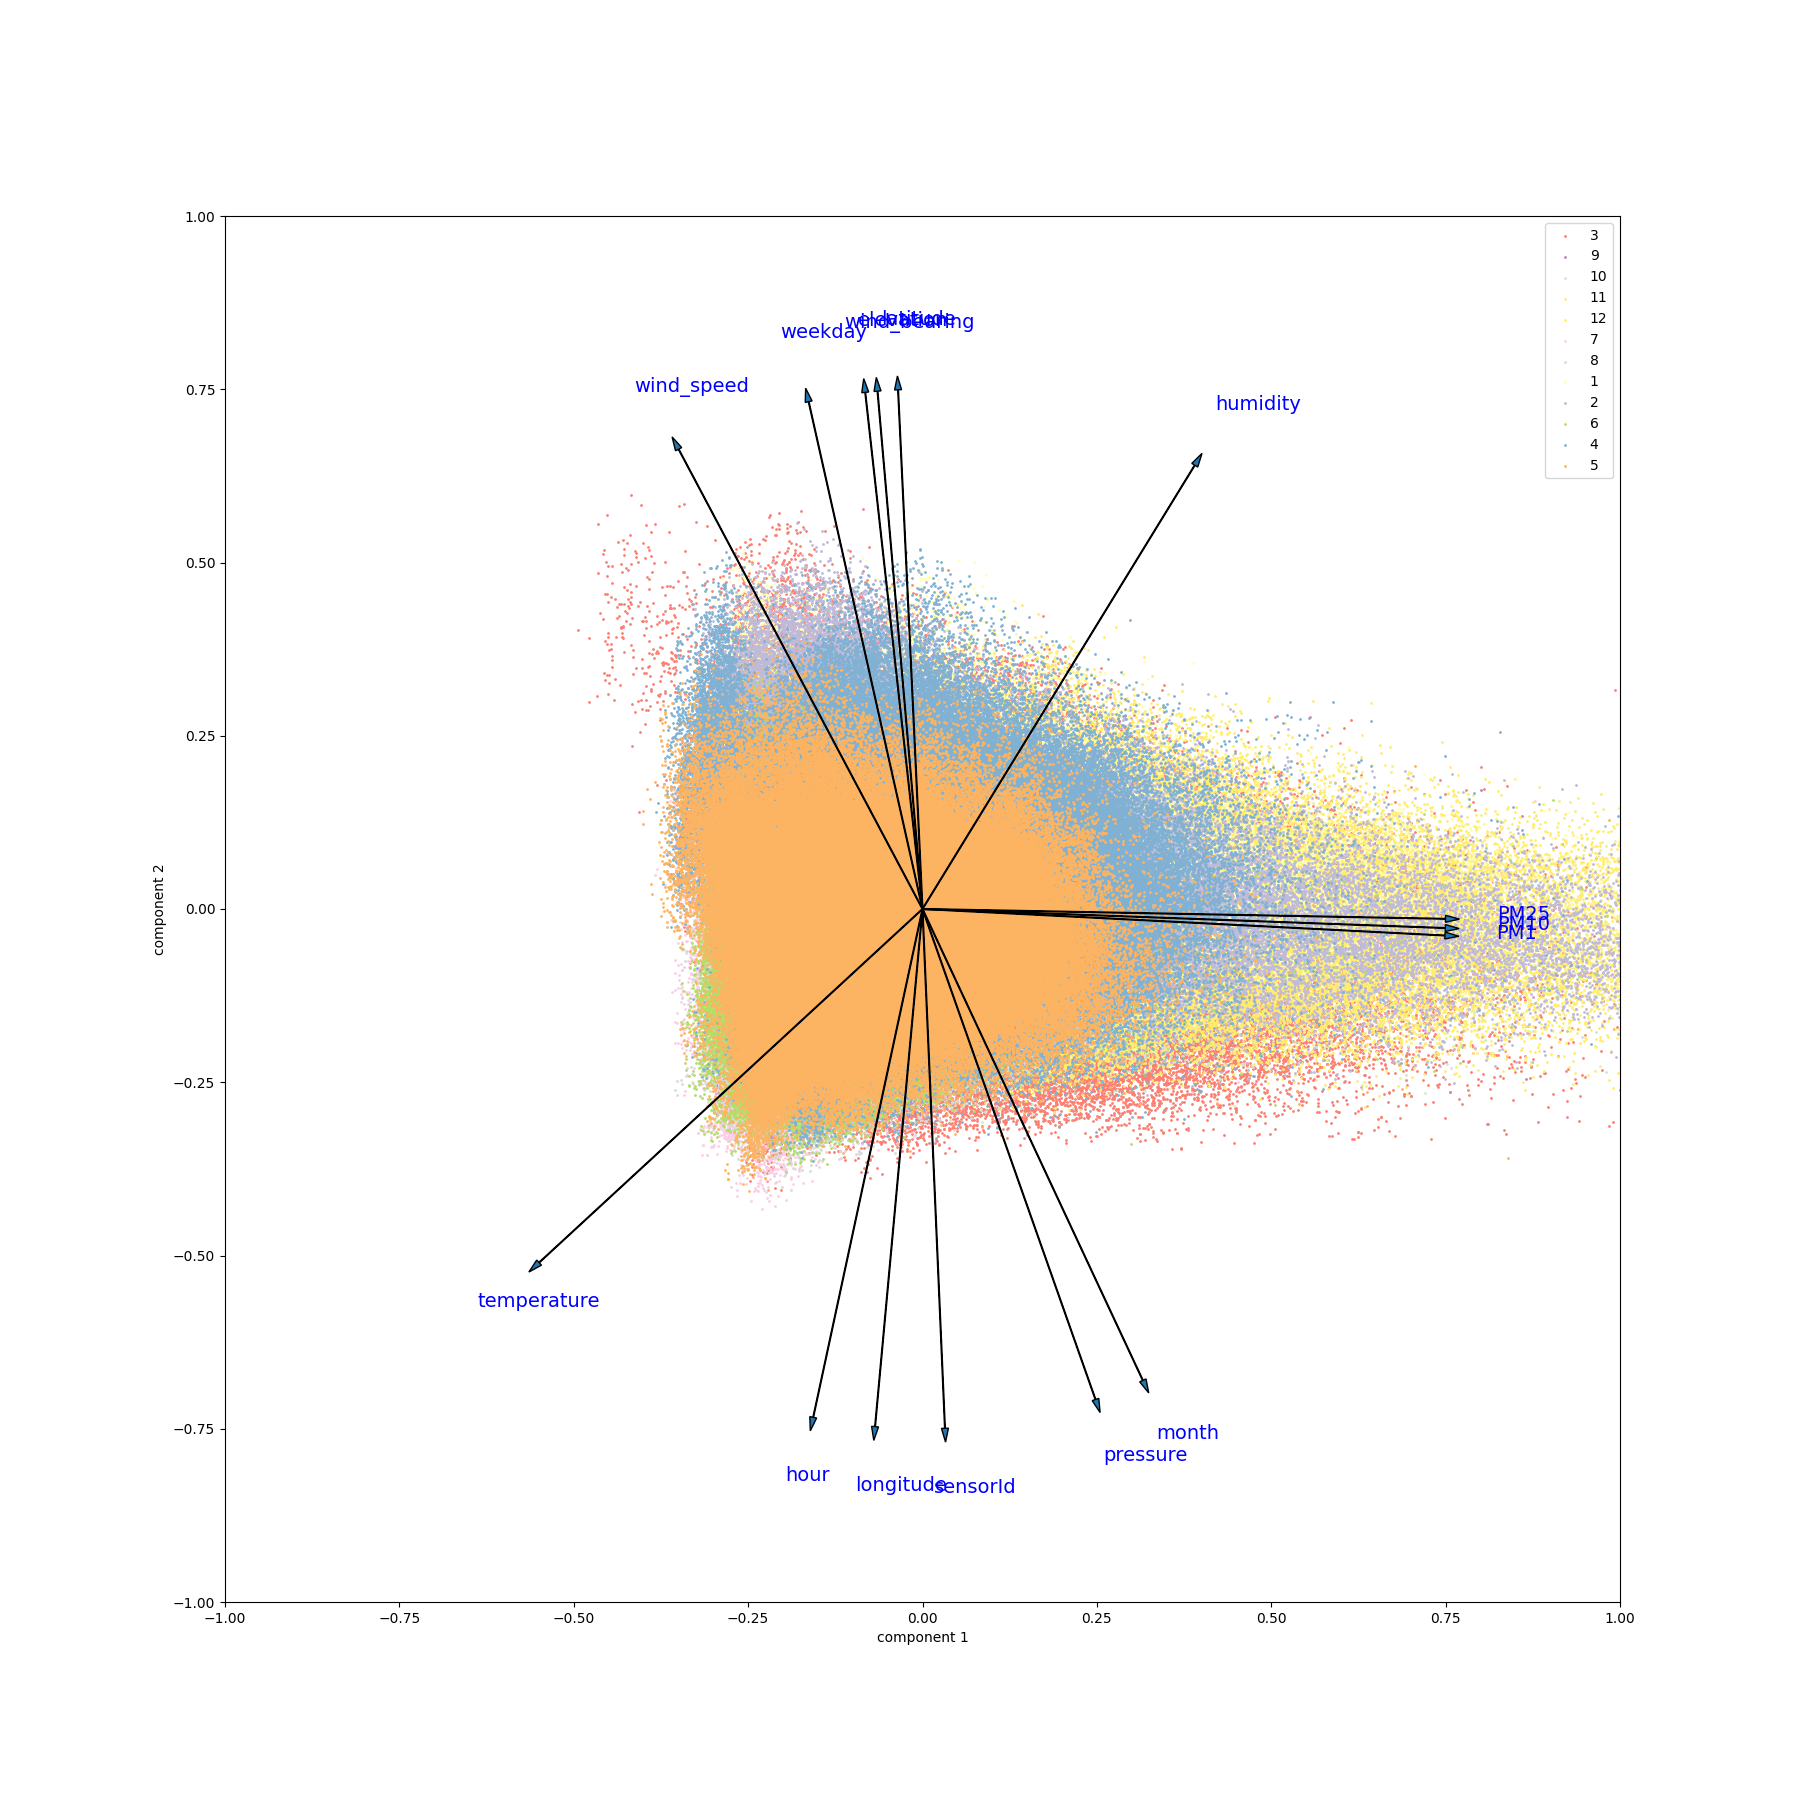 1.00
0.75
0.50
0.25
0.00
−0.25
−0.50
−0.75
−1.00
component 2
3
9
10
11
12
7
8
1
2
6
4
5
elevation
latitude
wind_bearing
weekday
wind_speed
humidity
PM25
PM10
PM1
temperature
month
pressure
hour
longitude
sensorId
−1.00
−0.75
−0.50
−0.25
0.00
0.25
0.50
0.75
1.00
component 1